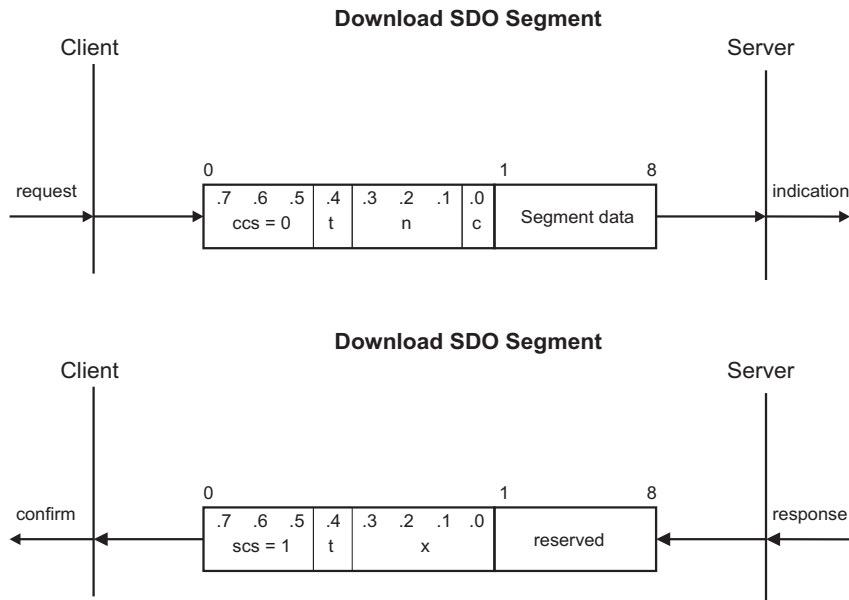 Download SDO Segment
Client Server
0 1 8
request .7 .6 .5 .4 .3 .2 .1 .0 Segment data indication
ccs = 0 t n c
Download SDO Segment
Client Server
0 1 8
confirm .7 .6 .5 .4 .3 .2 .1 .0 reserved response
scs = 1 t x